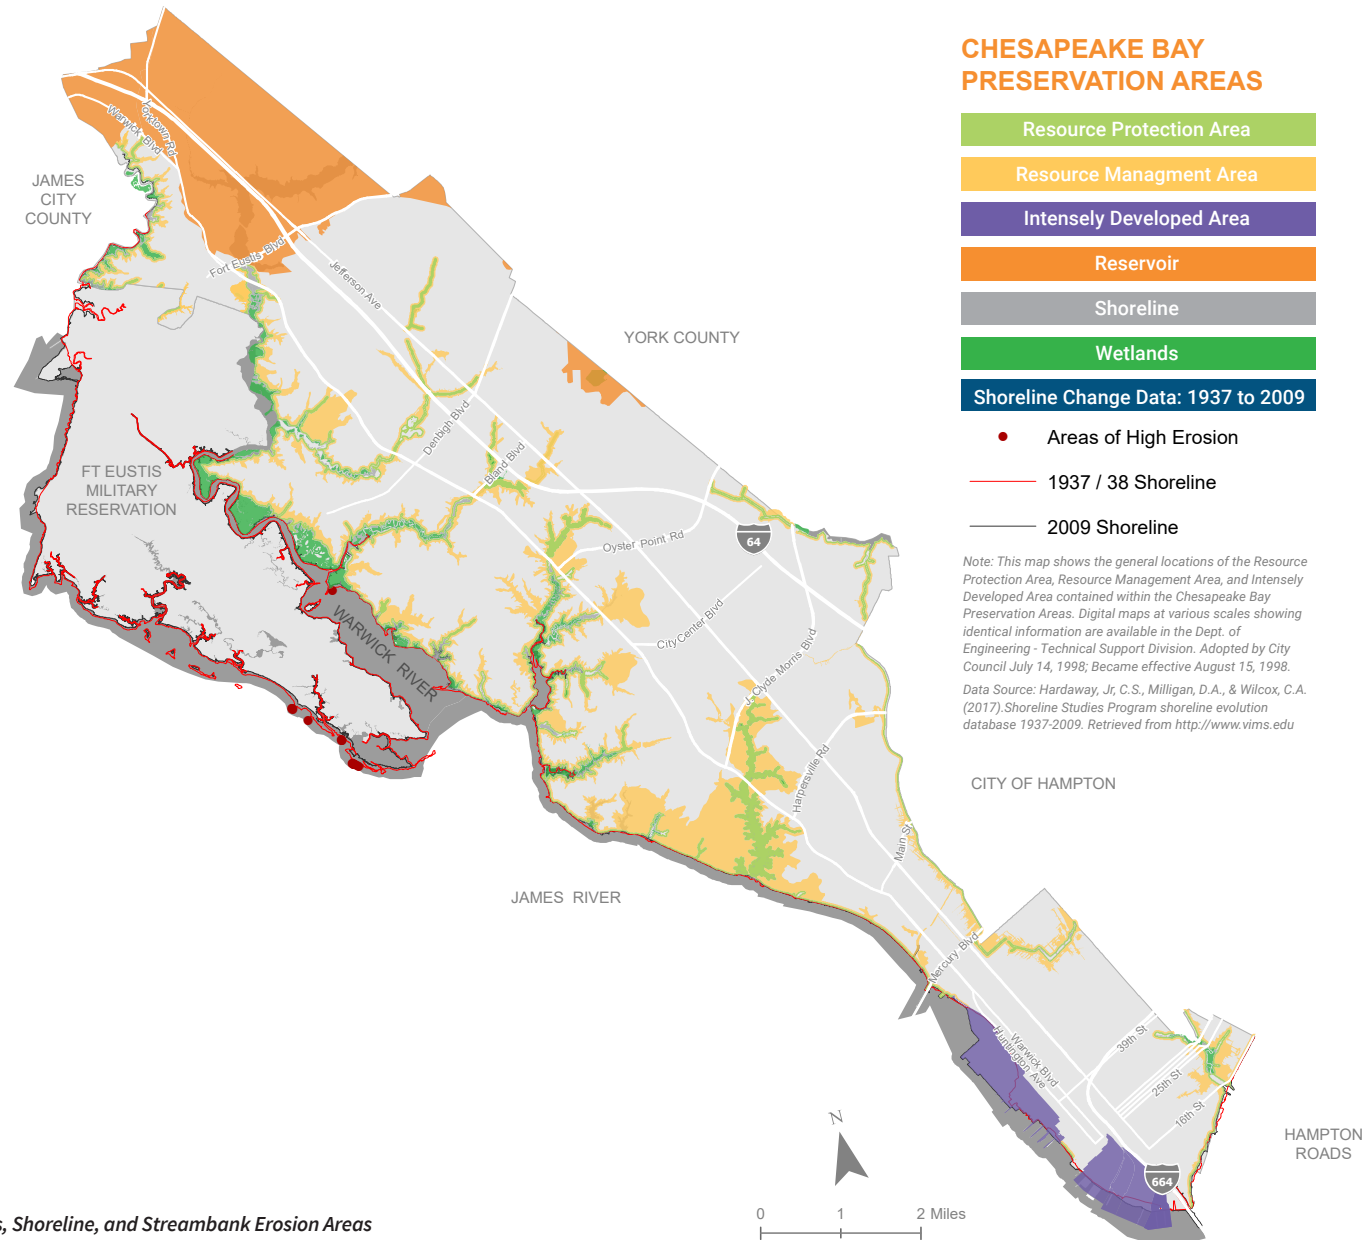 CHESAPEAKE BAY
PRESERVATION AREAS
Resource Protection Area
Resource Managment Area
Intensely Developed Area
Reservoir
Shoreline
Wetlands
Shoreline Change Data: 1937 to 2009
Areas of High Erosion
1937 / 38 Shoreline
2009 Shoreline
Note: This map shows the general locations of the Resource
Protection Area, Resource Management Area, and Intensely
Developed Area contained within the Chesapeake Bay
Preservation Areas. Digital maps at various scales showing
identical information are available in the Dept. of
Engineering - Technical Support Division. Adopted by City
Council July 14, 1998; Became effective August 15, 1998.
Data Source: Hardaway, Jr, C.S., Milligan, D.A., & Wilcox, C.A.
(2017).Shoreline Studies Program shoreline evolution
database 1937-2009. Retrieved from http://www.vims.edu
JAMES
CITY
COUNTY
Yorktown Rd
Warwick Blvd
Fort Eustis Blvd
Jefferson Ave
YORK COUNTY
Denbigh Blvd
Bland Blvd
FT EUSTIS
MILITARY
RESERVATION
Oyster Point Rd
64
WARWICK RIVER
CityCenter Blvd
J. Clyde Morris Blvd
Harpersville Rd
CITY OF HAMPTON
Main St
JAMES RIVER
Mercury Blvd
Warwick Blvd
Huntington Ave
39th St
25th St
16th St
HAMPTON
ROADS
664
N
0 1 2 Miles
s, Shoreline, and Streambank Erosion Areas